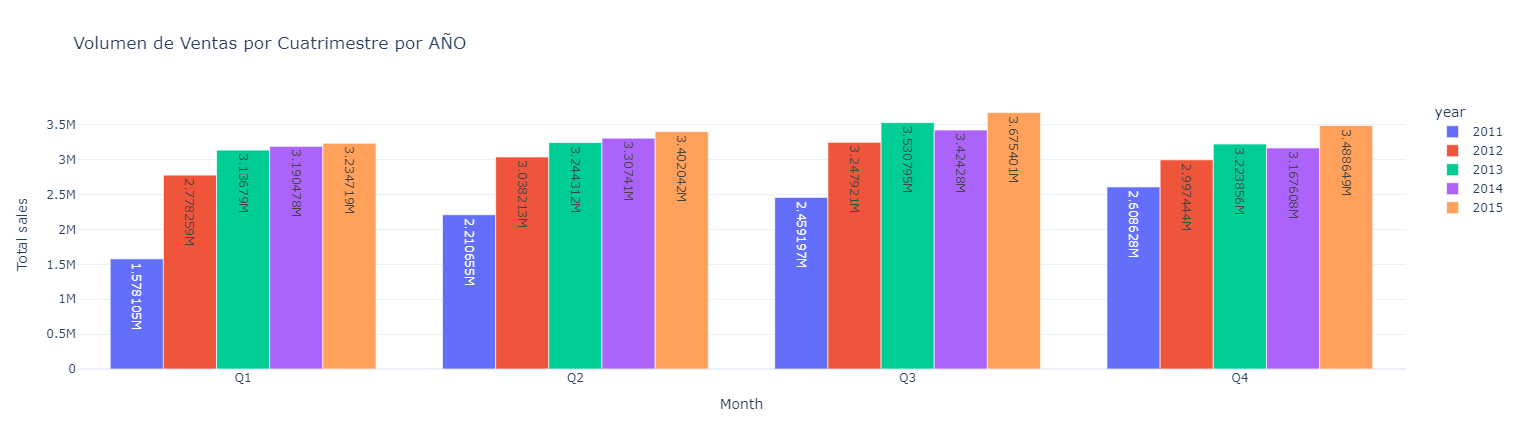 Volumen de Ventas por Cuatrimestre por AÑO
Total sales
3.5M
3M
2.5M
2M
1.5M
1M
0.5M
0
1.578105M
2.778259M
3.13679M
3.190478M
3.234719M
2.210655M
3.038213M
3.244312M
3.30741M
3.402042M
2.459197M
3.247921M
3.530795M
3.42428M
3.675401M
2.608628M
2.997444M
3.223856M
3.167608M
3.488649M
Q1
Q2
Q3
Q4
Month
year
2011
2012
2013
2014
2015